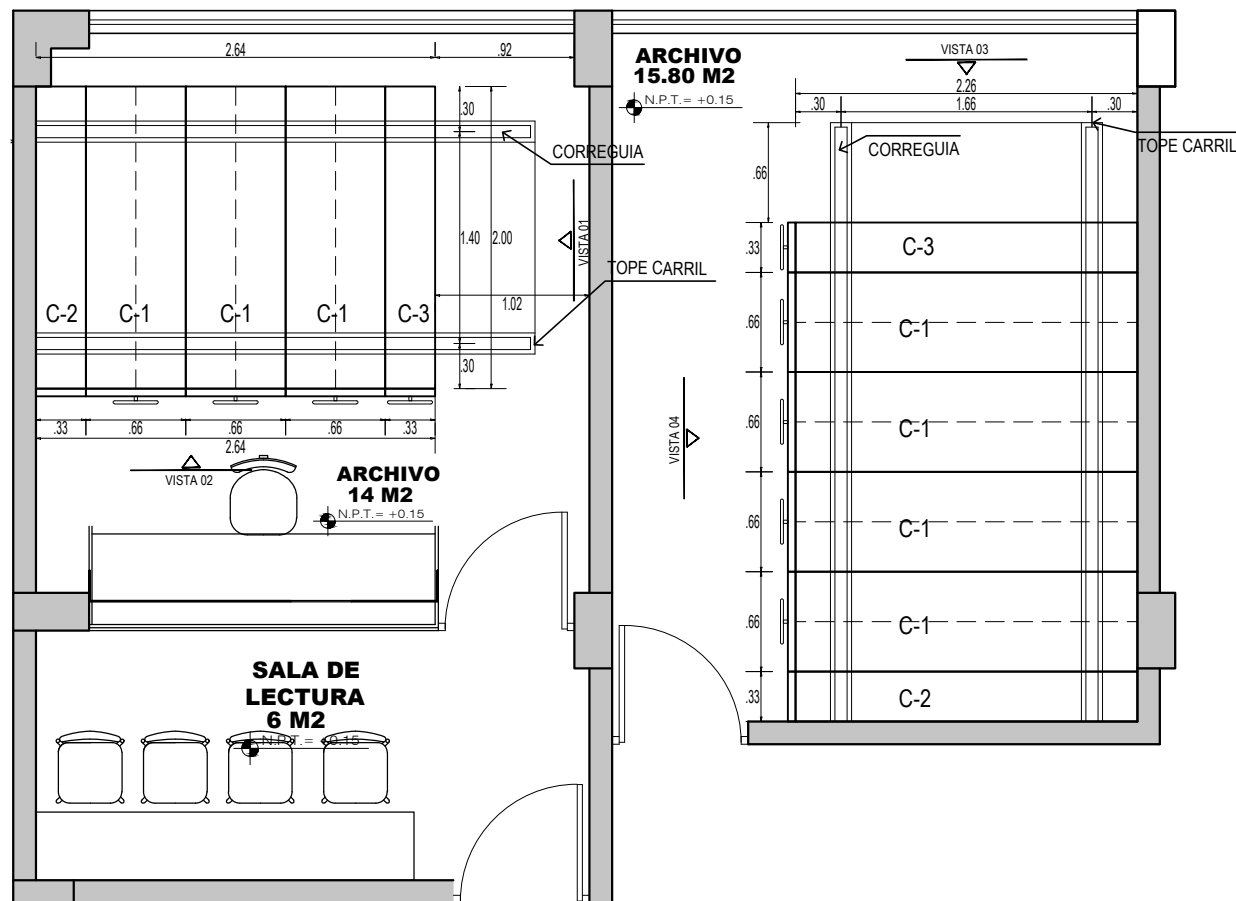 2.64
.92
ARCHIVO
15.80 M2
N.P.T.= +0.15
VISTA 03
2.26
.30
1.66
.30
CORREGUIA
TOPE CARRIL
.30
CORREGUIA
.66
1.40
2.00
VISTA 01
TOPE CARRIL
1.02
.30
C-2
C-1
C-1
C-1
C-3
.33
.66
.66
.66
.33
2.64
VISTA 02
ARCHIVO
14 M2
N.P.T.= +0.15
VISTA 04
.33
C-3
.66
C-1
.66
C-1
.66
C-1
.66
C-1
.33
C-2
SALA DE
LECTURA
6 M2
N.P.T.= +0.15